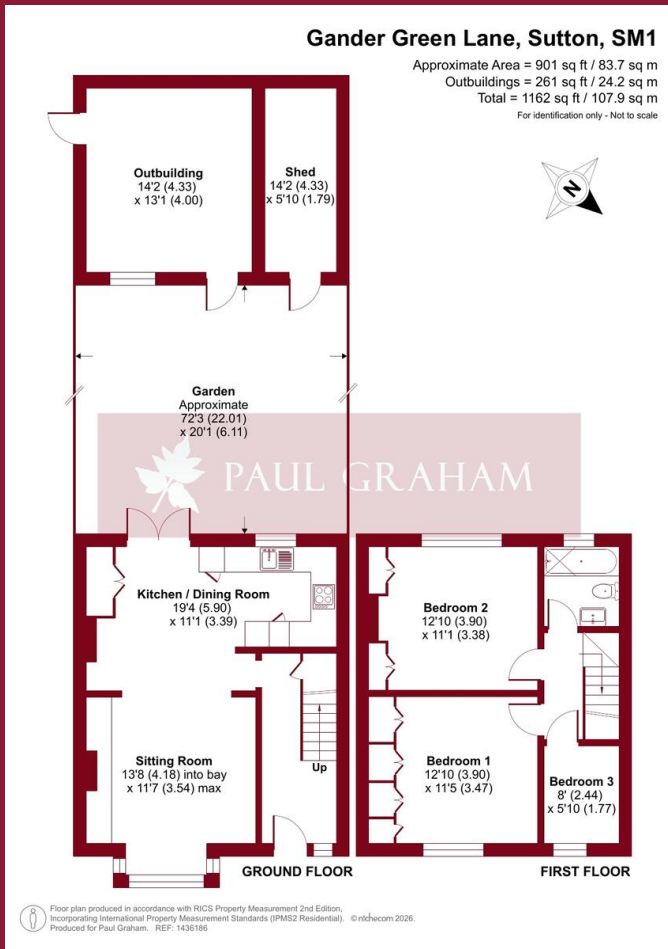 Gander Green Lane, Sutton, SM1
Approximate Area = 901 sq ft / 83.7 sq m
Outbuildings = 261 sq ft / 24.2 sq m
Total = 1162 sq ft / 107.9 sq m
For identification only - Not to scale
Outbuilding
14'2 (4.33)
x 13'1 (4.00)
Shed
14'2 (4.33)
x 5'10 (1.79)
N
Garden
Approximate
72'3 (22.01)
x 20'1 (6.11)
PAUL GRAHAM
Kitchen / Dining Room
19'4 (5.90)
x 11'1 (3.39)
Sitting Room
13'8 (4.18) into bay
x 11'7 (3.54) max
Up
GROUND FLOOR
Bedroom 2
12'10 (3.90)
x 11'1 (3.38)
Bedroom 1
12'10 (3.90)
x 11'5 (3.47)
Bedroom 3
8' (2.44)
x 5'10 (1.77)
FIRST FLOOR
Floor plan produced in accordance with RICS Property Measurement 2nd Edition,
Incorporating International Property Measurement Standards (IPMS2 Residential). © nichecom 2026.
Produced for Paul Graham. REF: 1436186